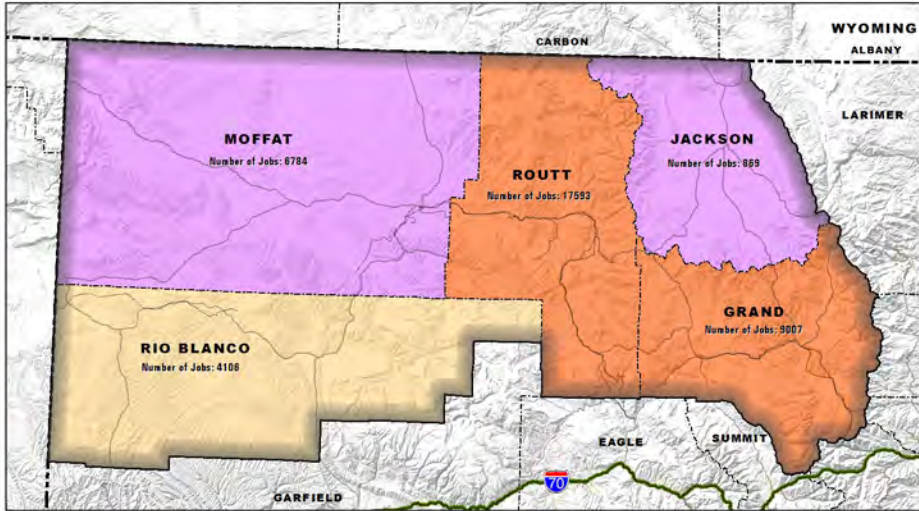 WYOMING
CARBON
ALBANY
LARIMER
MOFFAT
Number of Jobs: 6784
JACKSON
Number of Jobs: 869
ROUTT
Number of Jobs: 17593
GRAND
Number of Jobs: 9007
RIO BLANCO
Number of Jobs: 4106
EAGLE
SUMMIT
70
GARFIELD